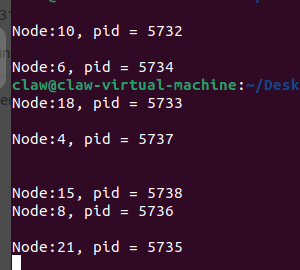 Node:10, pid = 5732
Node:6, pid = 5734
claw@claw-virtual-machine:~/Desk
Node:18, pid = 5733
Node:4, pid = 5737
Node:15, pid = 5738
Node:8, pid = 5736
Node:21, pid = 5735